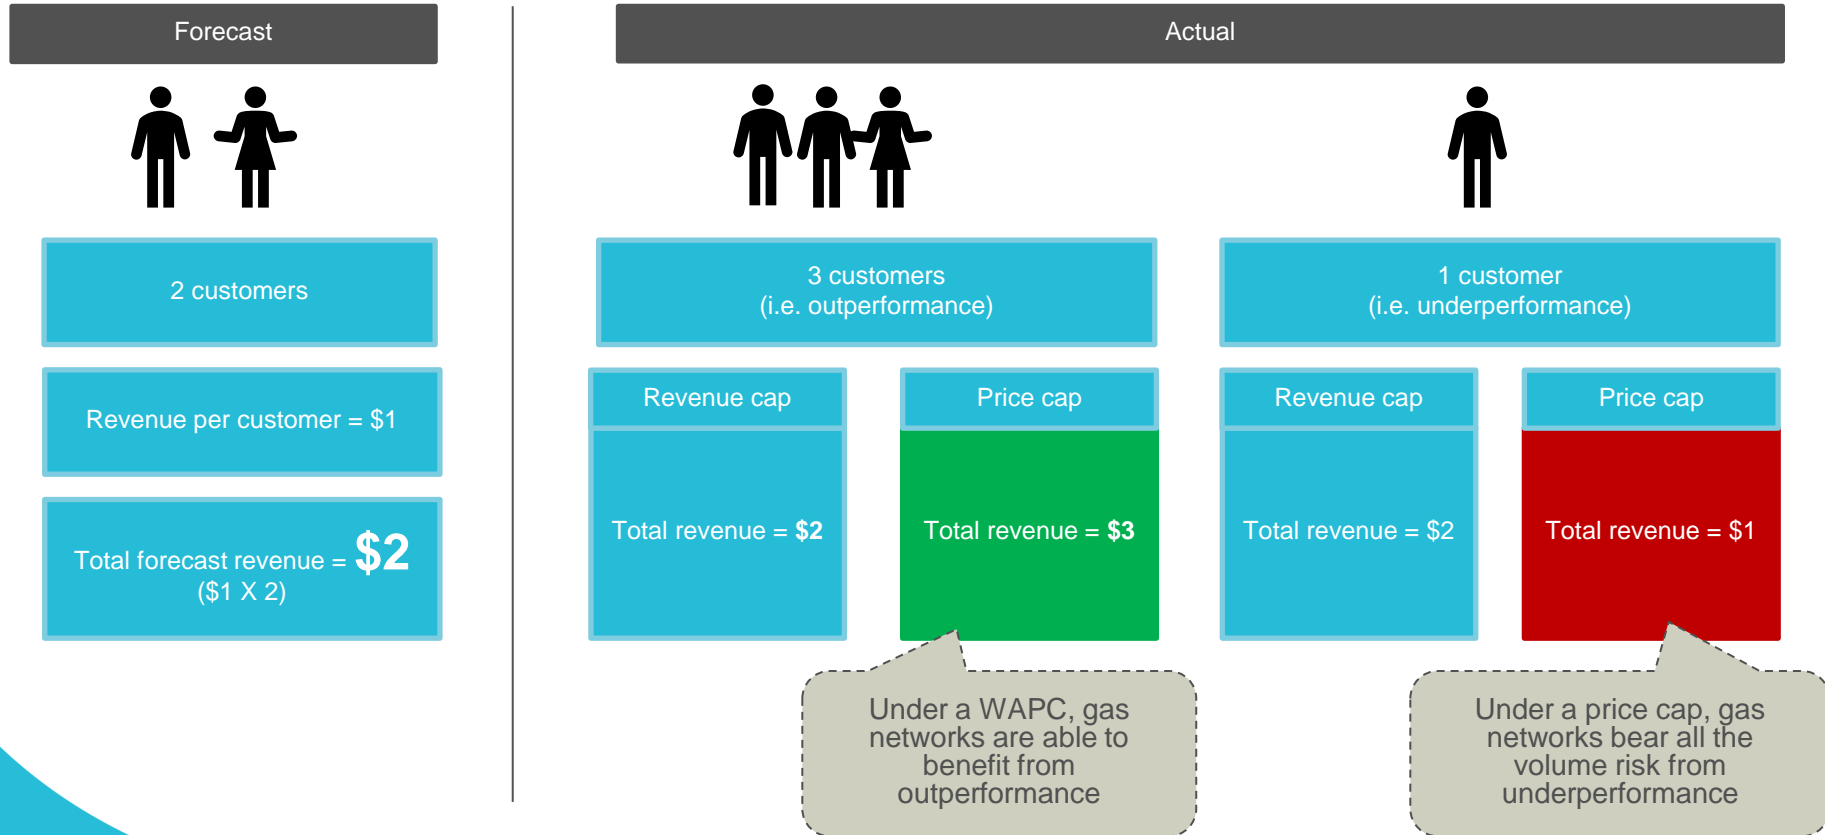 Forecast
Actual
2 customers
Revenue per customer = $1
Total forecast revenue = $2
($1 X 2)
3 customers
(i.e. outperformance)
Revenue cap
Total revenue = $2
Price cap
Total revenue = $3
Under a WAPC, gas
networks are able to
benefit from
outperformance
1 customer
(i.e. underperformance)
Revenue cap
Total revenue = $2
Price cap
Total revenue = $1
Under a price cap, gas
networks bear all the
volume risk from
underperformance